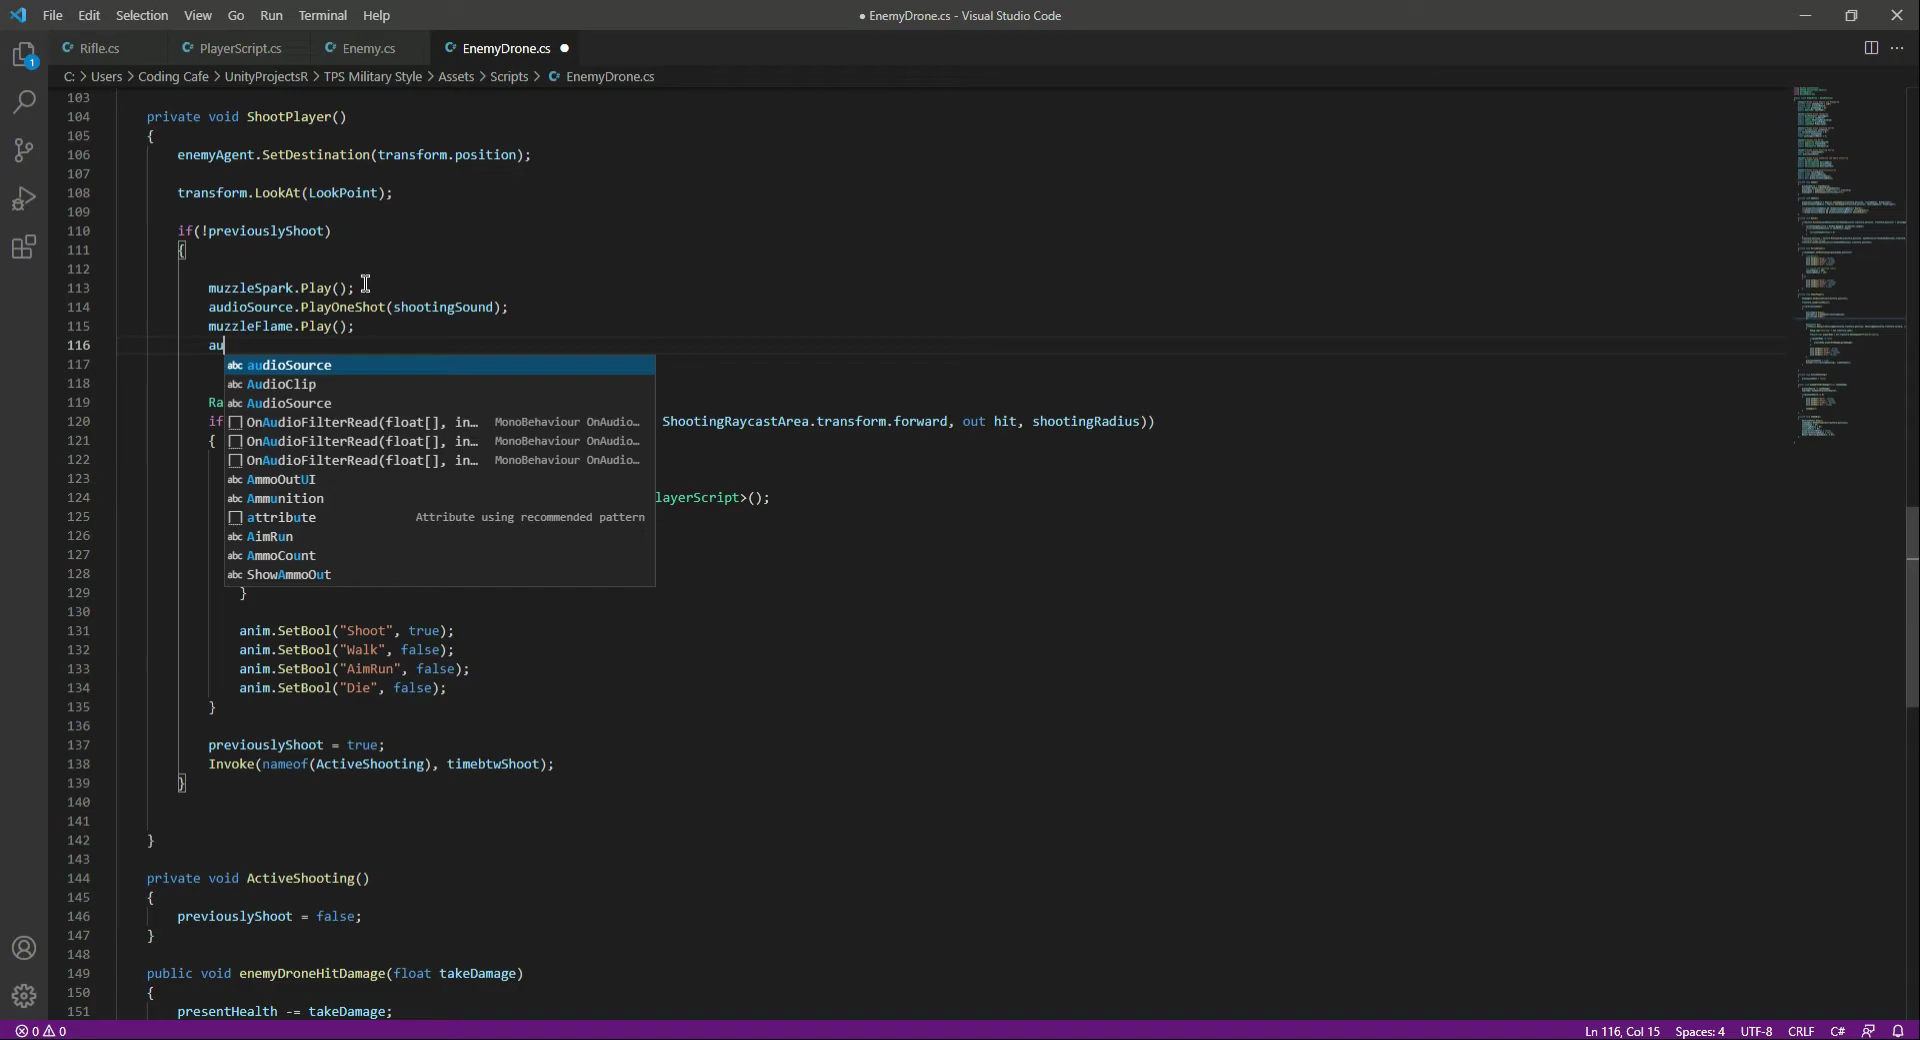 File Edit Selection View Go Run Terminal Help
● EnemyDrone.cs - Visual Studio Code
Rifle.cs PlayerScript.cs Enemy.cs EnemyDrone.cs ●
C: > Users > Coding Cafe > UnityProjectsR > TPS Military Style > Assets > Scripts > EnemyDrone.cs
1
103
104 private void ShootPlayer()
105 {
106 enemyAgent.SetDestination(transform.position);
107
108 transform.LookAt(LookPoint);
109
110 if(!previouslyShoot)
111 {
112
113 muzzleSpark.Play();
114 audioSource.PlayOneShot(shootingSound);
115 muzzleFlame.Play();
116 au
117 abc audioSource
118 abc AudioClip
119 Ra abc AudioSource
120 if OnAudioFilterRead(float[], in… MonoBehaviour OnAudio… ShootingRaycastArea.transform.forward, out hit, shootingRadius))
121 { OnAudioFilterRead(float[], in… MonoBehaviour OnAudio…
122 OnAudioFilterRead(float[], in… MonoBehaviour OnAudio…
123 abc AmmoOutUI
124 abc Ammunition layerScript>();
125 attribute Attribute using recommended pattern
126 abc AimRun
127 abc AmmoCount
128 abc ShowAmmoOut
129 }
130
131 anim.SetBool("Shoot", true);
132 anim.SetBool("Walk", false);
133 anim.SetBool("AimRun", false);
134 anim.SetBool("Die", false);
135 }
136
137 previouslyShoot = true;
138 Invoke(nameof(ActiveShooting), timebtwShoot);
139 }
140
141
142 }
143
144 private void ActiveShooting()
145 {
146 previouslyShoot = false;
147 }
148
149 public void enemyDroneHitDamage(float takeDamage)
150 {
151 presentHealth -= takeDamage;
0 0 Ln 116, Col 15 Spaces: 4 UTF-8 CRLF C#